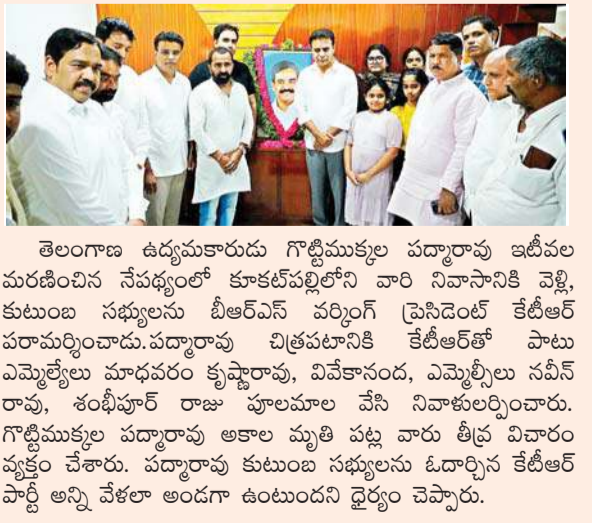 తెలంగాణ ఉద్యమకారుడు గొట్టిముక్కల పద్మారావు ఇటీవల
మరణించిన నేపథ్యంలో కూకట్‌పల్లిలోని వారి నివాసానికి వెళ్లి,
కుటుంబ సభ్యులను బీఆర్ఎస్ వర్కింగ్ ప్రెసిడెంట్ కేటీఆర్
పరామర్శించాడు.పద్మారావు చిత్రపటానికి కేటీఆర్‌తో పాటు
ఎమ్మెల్యేలు మాధవరం కృష్ణారావు, వివేకానంద, ఎమ్మెల్సీలు నవీన్
రావు, శంభీపూర్ రాజు పూలమాల వేసి నివాళులర్పించారు.
గొట్టిముక్కల పద్మారావు అకాల మృతి పట్ల వారు తీవ్ర విచారం
వ్యక్తం చేశారు. పద్మారావు కుటుంబ సభ్యులను ఓదార్చిన కేటీఆర్
పార్టీ అన్ని వేళలా అండగా ఉంటుందని ధైర్యం చెప్పారు.